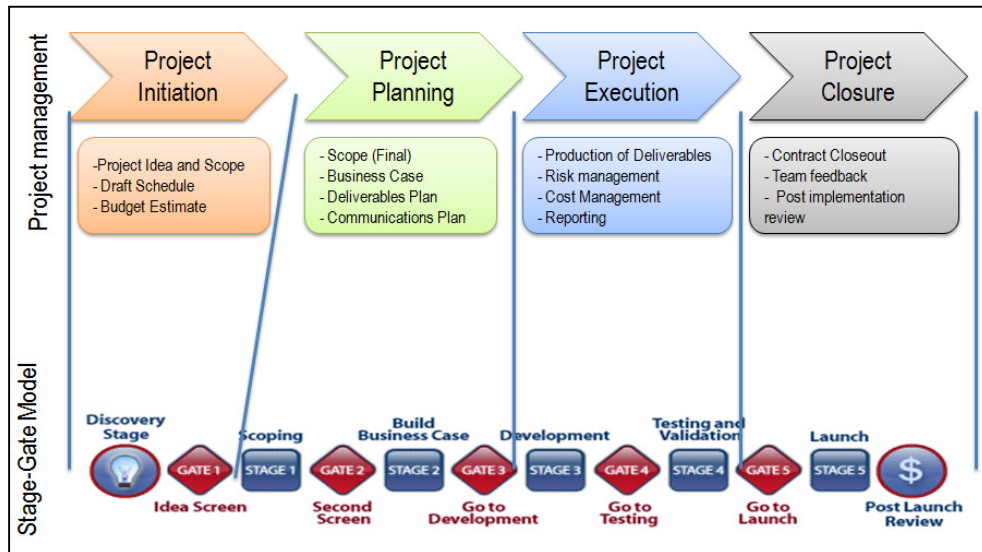 Project management
Project
Initiation
Project
Planning
Project
Execution
Project
Closure
-Project Idea and Scope
- Draft Schedule
- Budget Estimate
- Scope (Final)
- Business Case
- Deliverables Plan
- Communications Plan
- Production of Deliverables
- Risk management
- Cost Management
- Reporting
- Contract Closeout
- Team feedback
- Post implementation
review
Stage-Gate Model
Discovery
Stage
Scoping
Build
Business Case
Development
Testing and
Validation
Launch
GATE 1
STAGE 1
GATE 2
STAGE 2
GATE 3
STAGE 3
GATE 4
STAGE 4
GATE 5
STAGE 5
$
Idea Screen
Second
Screen
Go to
Development
Go to
Testing
Go to
Launch
Post Launch
Review